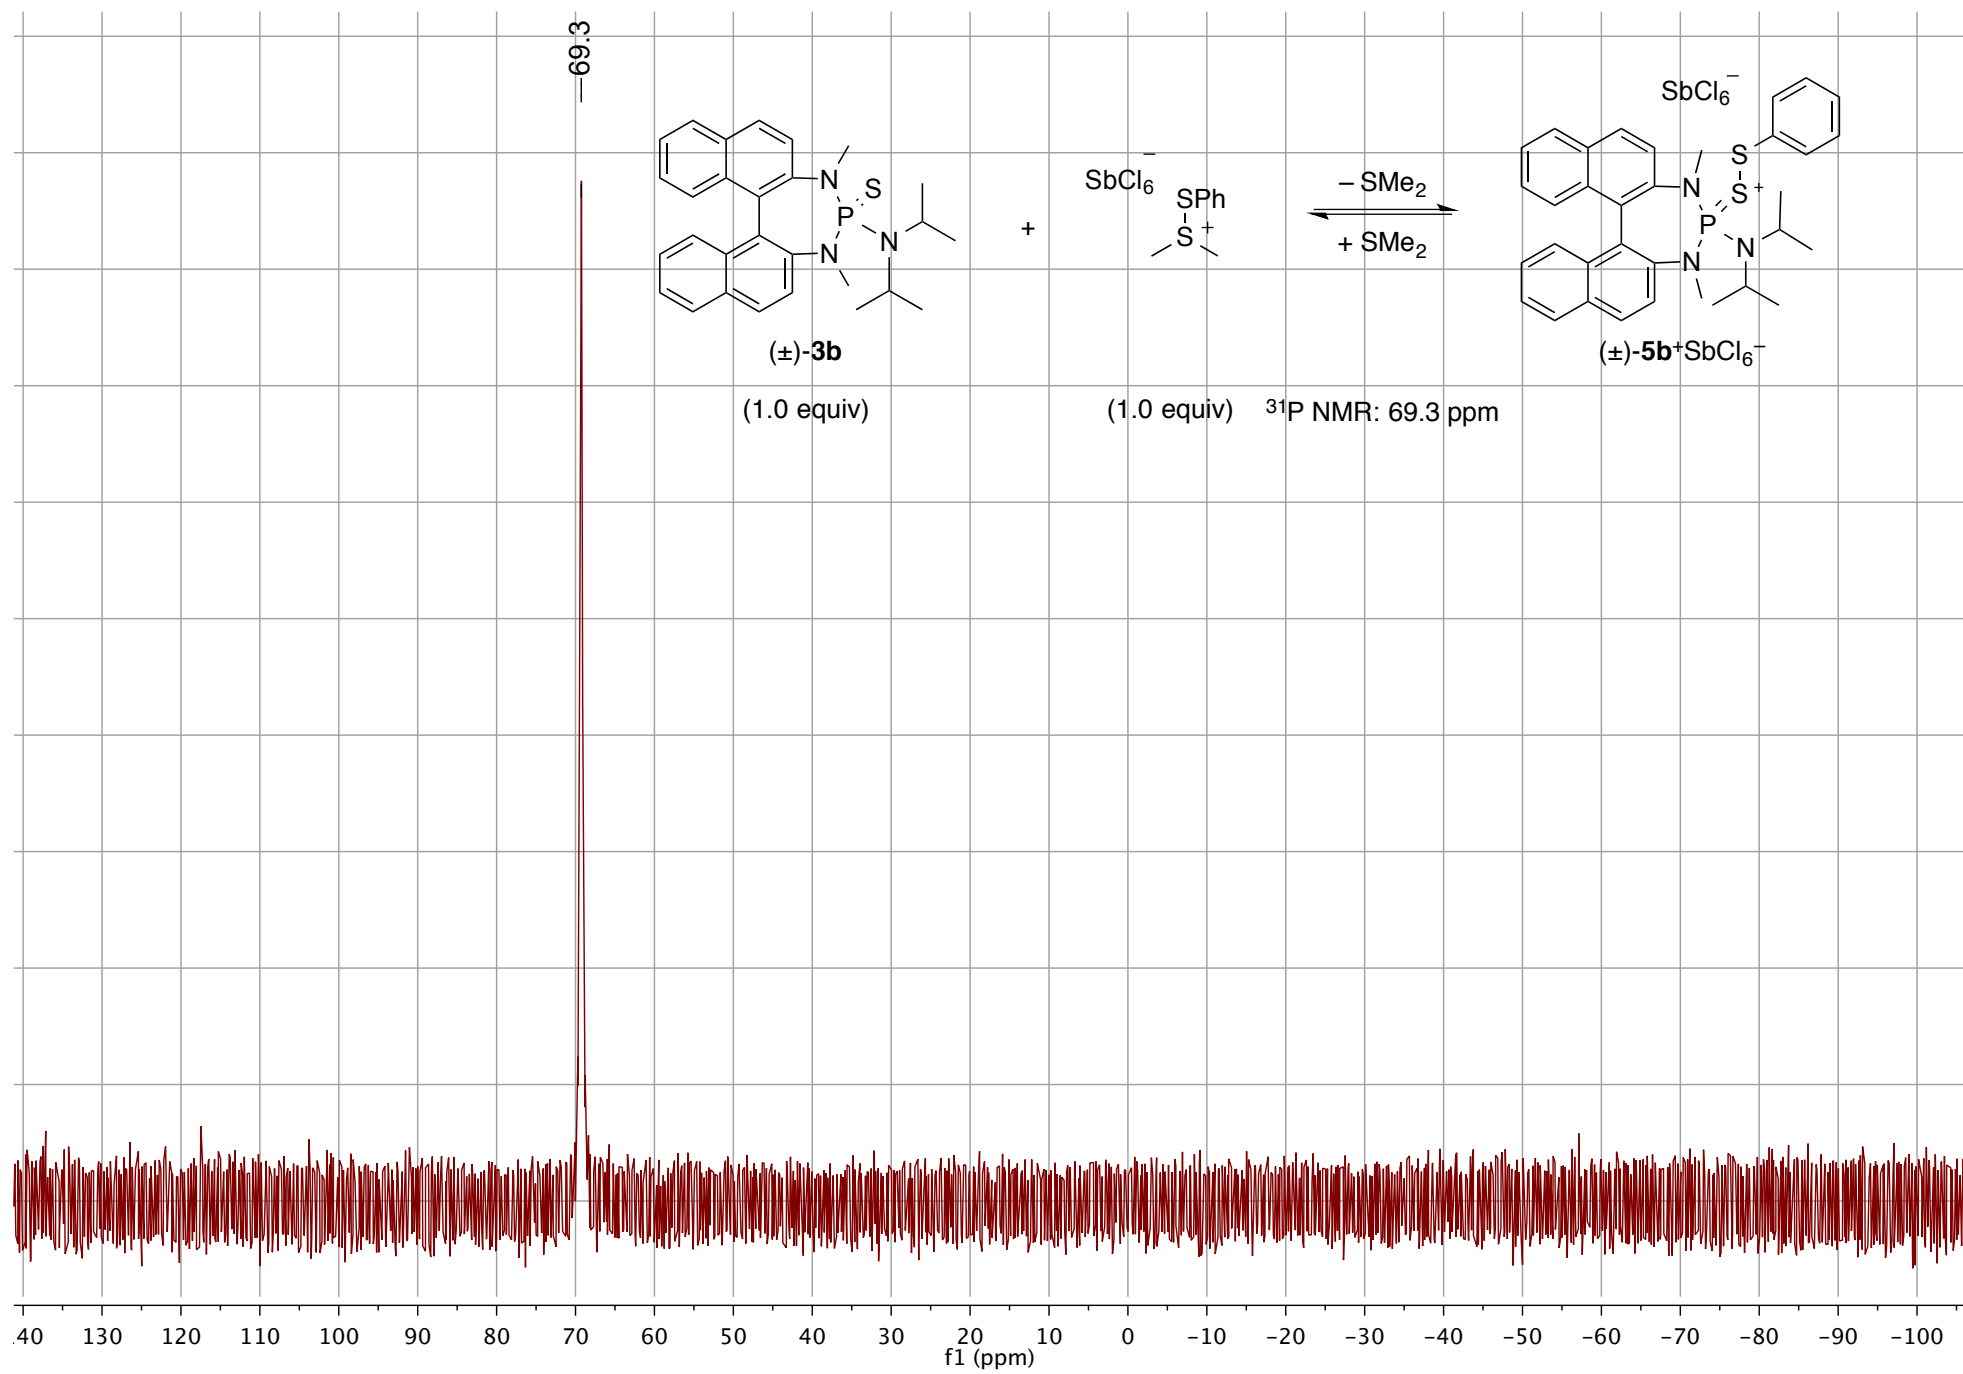 —69.3
SbCl6–
N
P
S
N
N
(±)-3b
(1.0 equiv)
+
SbCl6–
SPh
S+
(1.0 equiv)
– SMe2
+ SMe2
31P NMR: 69.3 ppm
S
S+
N
P
N
N
(±)-5b+SbCl6–
.40 130 120 110 100 90 80 70 60 50 40 30 20 10 0 −10 −20 −30 −40 −50 −60 −70 −80 −90 −100
f1 (ppm)